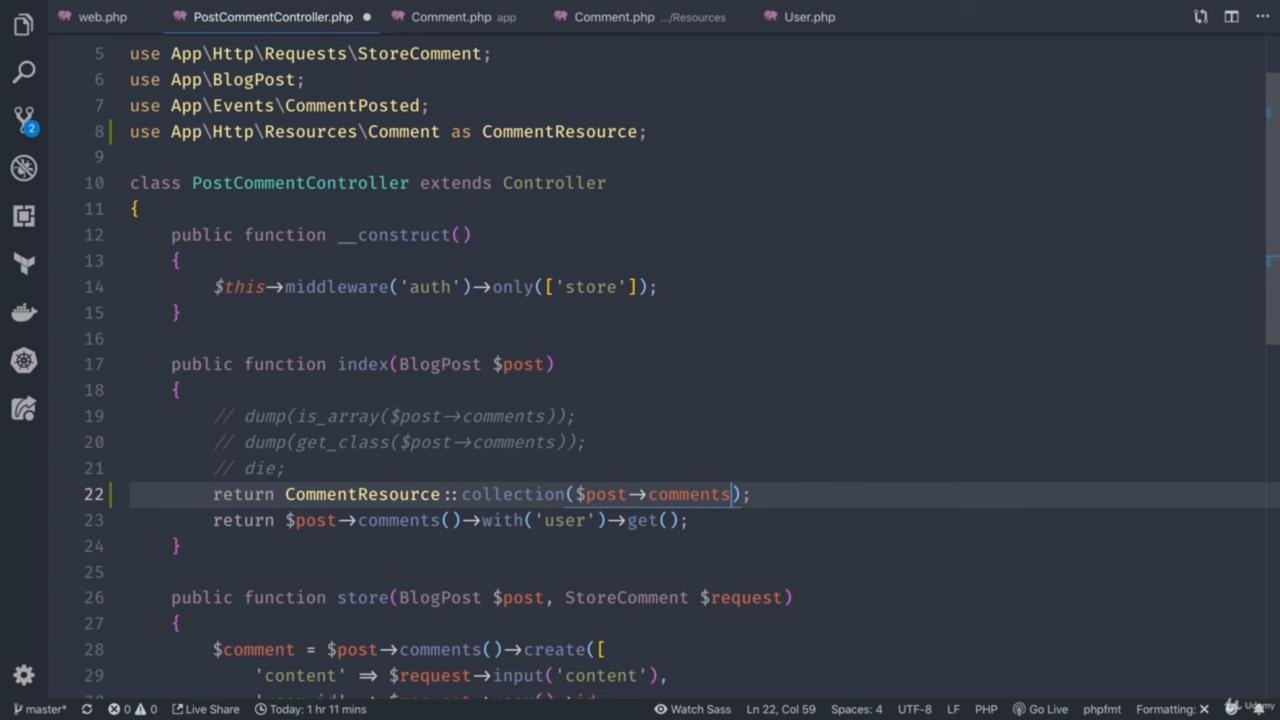 web.php PostCommentController.php Comment.php app Comment.php .../Resources User.php
5 use App\Http\Requests\StoreComment;
6 use App\BlogPost;
7 use App\Events\CommentPosted;
8 use App\Http\Resources\Comment as CommentResource;
9
10 class PostCommentController extends Controller
11 {
12 public function __construct()
13 {
14 $this->middleware('auth')->only(['store']);
15 }
16
17 public function index(BlogPost $post)
18 {
19 // dump(is_array($post->comments));
20 // dump(get_class($post->comments));
21 // die;
22 return CommentResource::collection($post->comments);
23 return $post->comments()->with('user')->get();
24 }
25
26 public function store(BlogPost $post, StoreComment $request)
27 {
28 $comment = $post->comments()->create([
29 'content' => $request->input('content'),
2
master* 0 0 Live Share Today: 1 hr 11 mins Watch Sass Ln 22, Col 59 Spaces: 4 UTF-8 LF PHP Go Live phpfmt Formatting: Udemy